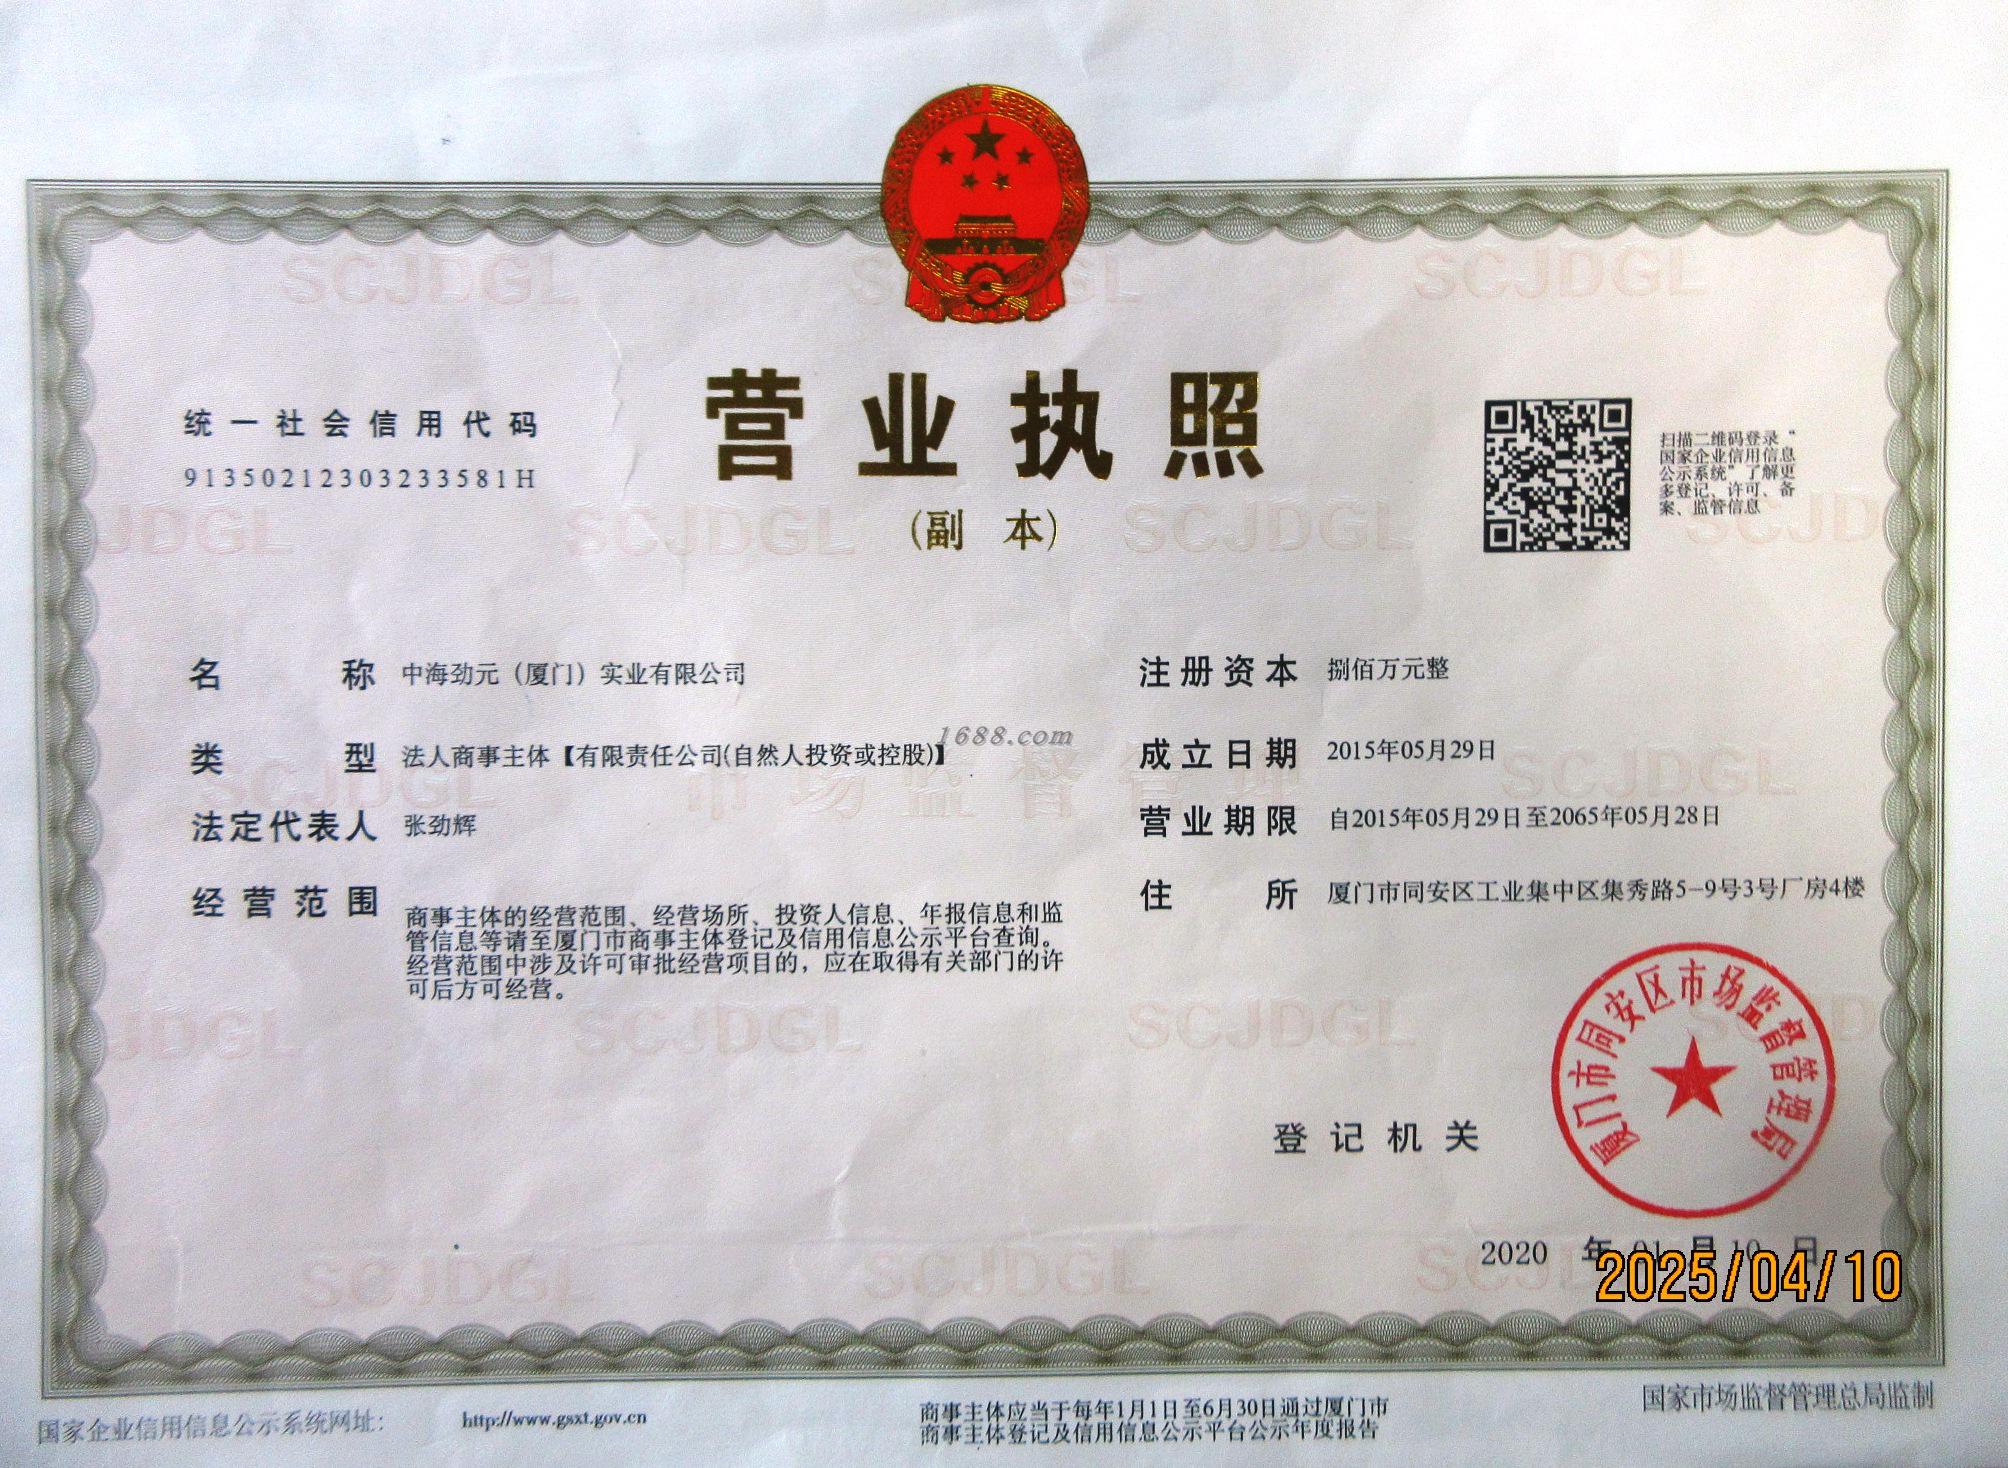 营业执照
(副 本)
统一社会信用代码
91350212303233581H
扫描二维码登录“
国家企业信用信息
公示系统”了解更
多登记、许可、备
案、监管信息
名 称 中海劲元（厦门）实业有限公司
类 型 法人商事主体【有限责任公司(自然人投资或控股)】
法定代表人 张劲辉
经营范围 商事主体的经营范围、经营场所、投资人信息、年报信息和监
管信息等请至厦门市商事主体登记及信用信息公示平台查询。
经营范围中涉及许可审批经营项目的，应在取得有关部门的许
可后方可经营。
1688.com
注册资本 捌佰万元整
成立日期 2015年05月29日
营业期限 自2015年05月29日至2065年05月28日
住 所 厦门市同安区工业集中区集秀路5-9号3号厂房4楼
登记机关
厦门市同安区市场监督管理局
2020 年 01 月 10 日
2025/04/10
SCJDGL
市场监督管理
国家企业信用信息公示系统网址：
http://www.gsxt.gov.cn
商事主体应当于每年1月1日至6月30日通过厦门市
商事主体登记及信用信息公示平台公示年度报告
国家市场监督管理总局监制